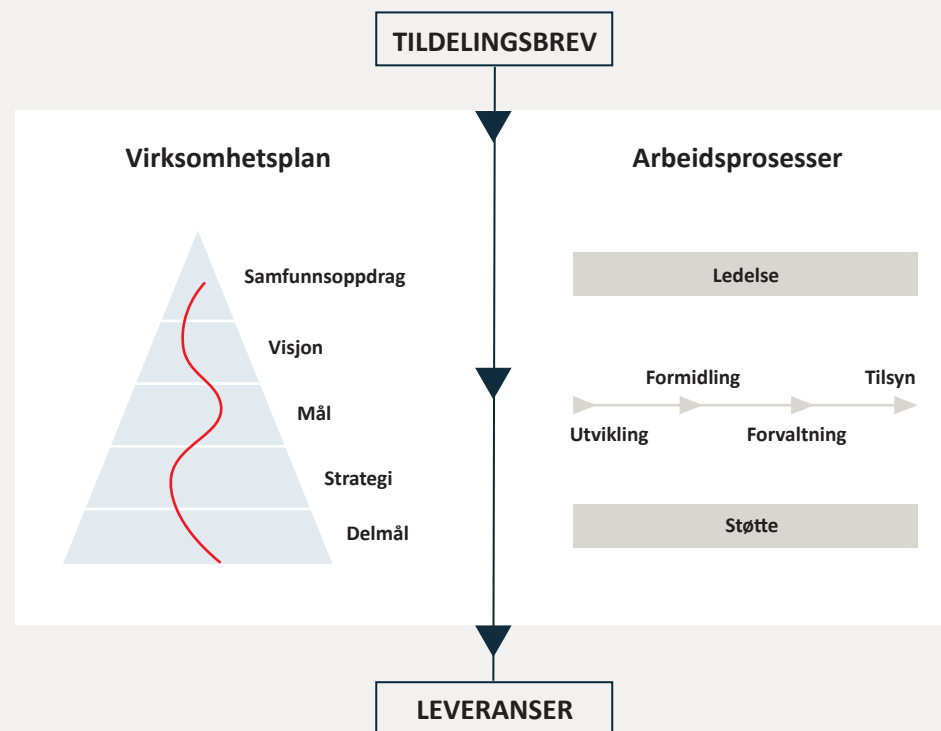 TILDELINGSBREV
Virksomhetsplan
Samfunnsoppdrag
Visjon
Mål
Strategi
Delmål
Arbeidsprosesser
Ledelse
Formidling
Tilsyn
Utvikling
Forvaltning
Støtte
LEVERANSER